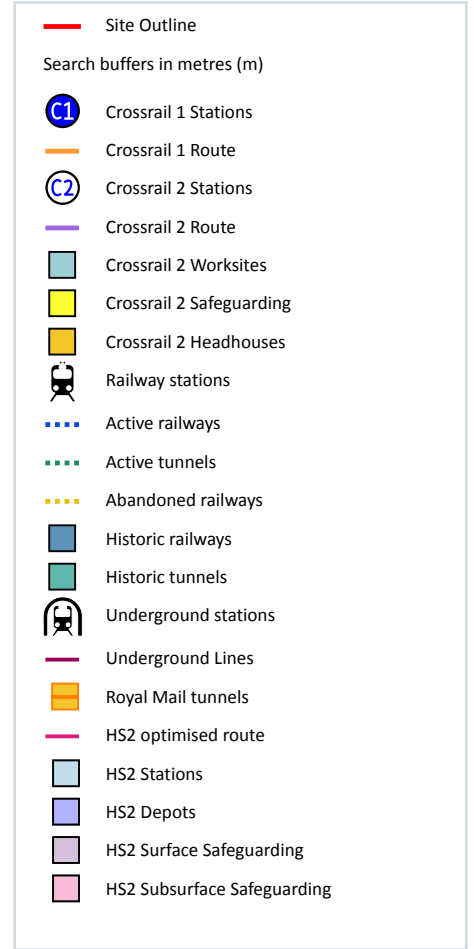 Site Outline
Search buffers in metres (m)
C1 Crossrail 1 Stations
Crossrail 1 Route
C2 Crossrail 2 Stations
Crossrail 2 Route
Crossrail 2 Worksites
Crossrail 2 Safeguarding
Crossrail 2 Headhouses
Railway stations
Active railways
Active tunnels
Abandoned railways
Historic railways
Historic tunnels
Underground stations
Underground Lines
Royal Mail tunnels
HS2 optimised route
HS2 Stations
HS2 Depots
HS2 Surface Safeguarding
HS2 Subsurface Safeguarding